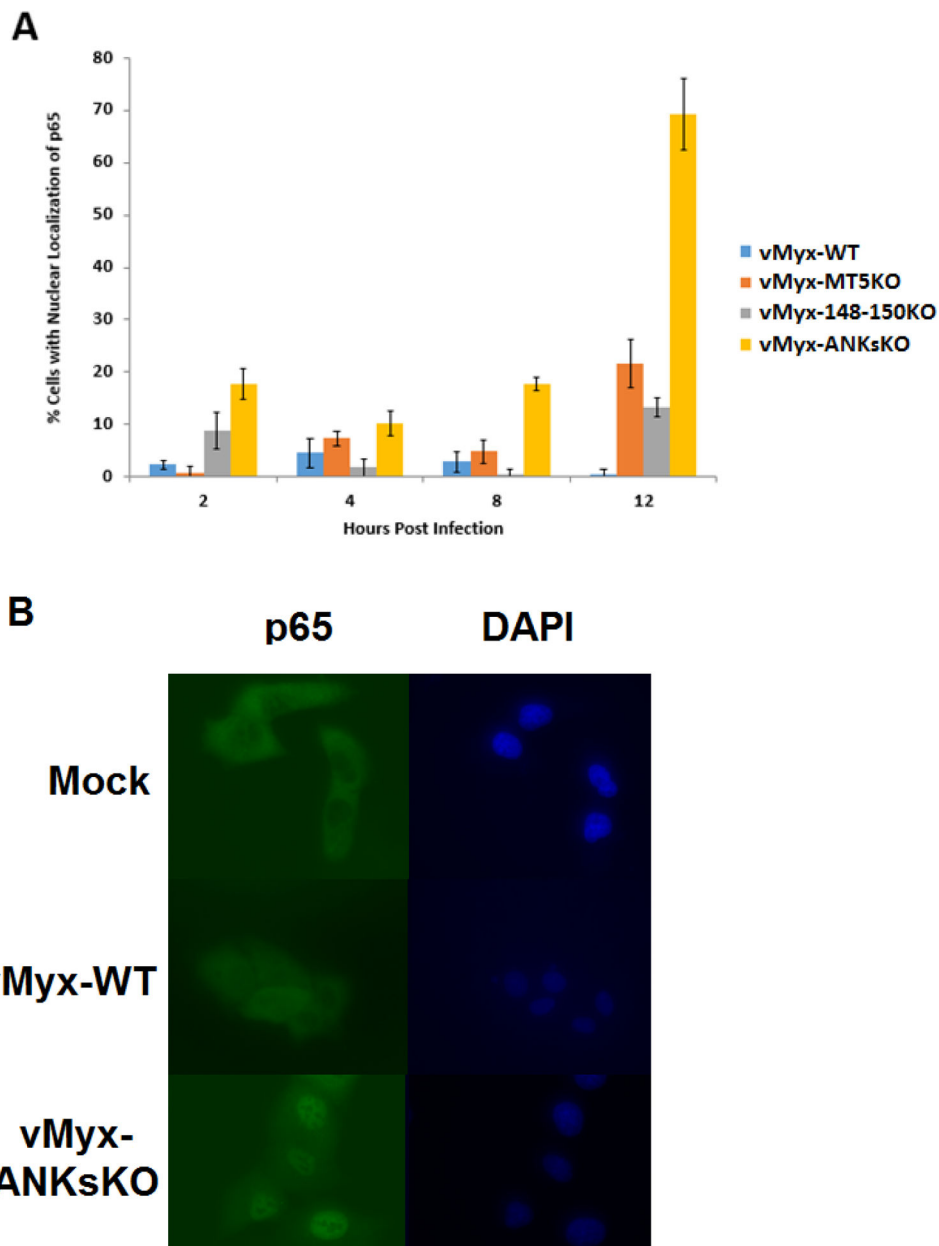 A
80
70
60
50
40
30
20
10
0
% Cells with Nuclear Localization of p65
2 4 8 12
Hours Post Infection
vMyx-WT
vMyx-MT5KO
vMyx-148-150KO
vMyx-ANKsKO
B
p65 DAPI
Mock
Myx-WT
vMyx-
ANKsKO